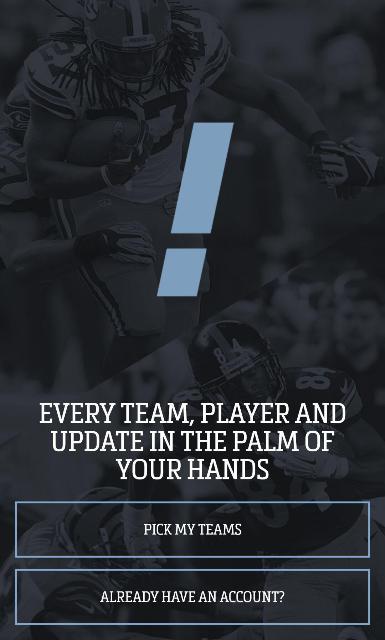 !
EVERY TEAM, PLAYER AND
UPDATE IN THE PALM OF
YOUR HANDS
PICK MY TEAMS
ALREADY HAVE AN ACCOUNT?